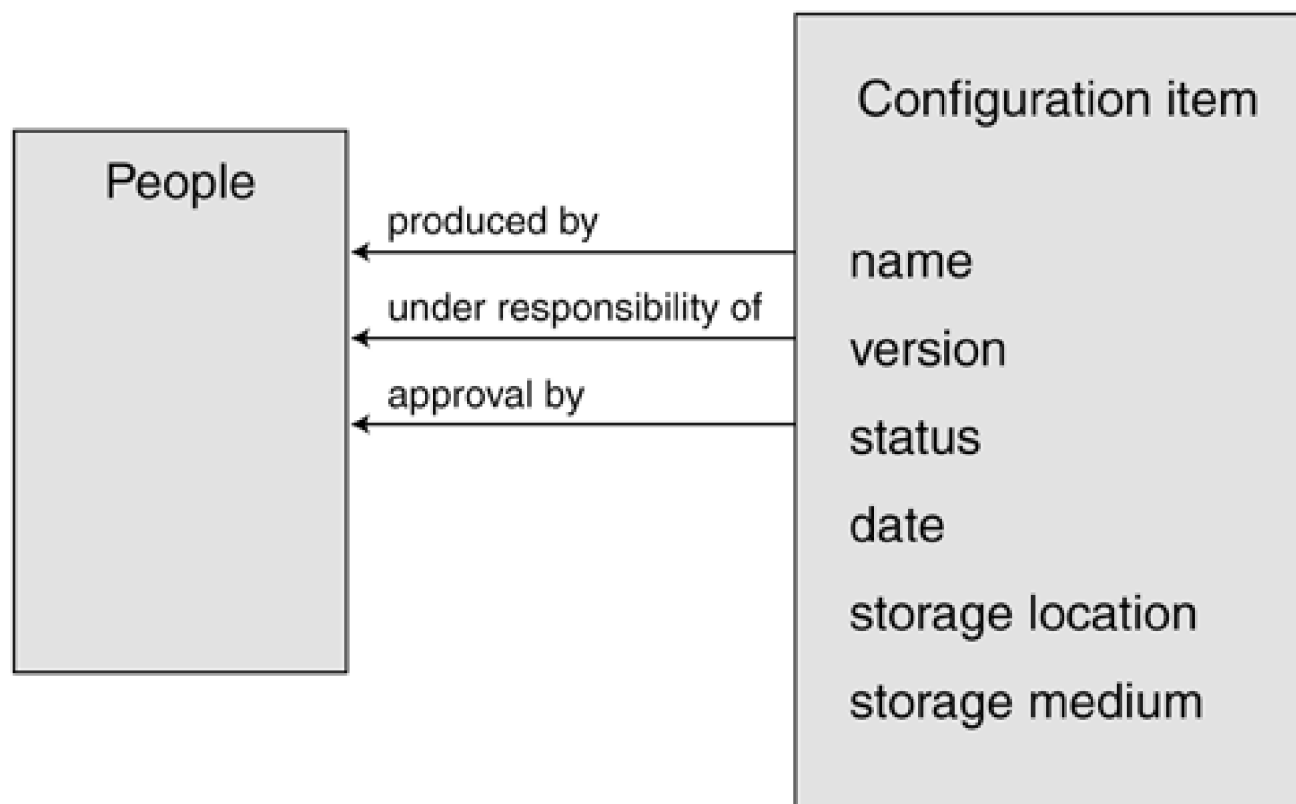 People
produced by
under responsibility of
approval by
Configuration item
name
version
status
date
storage location
storage medium